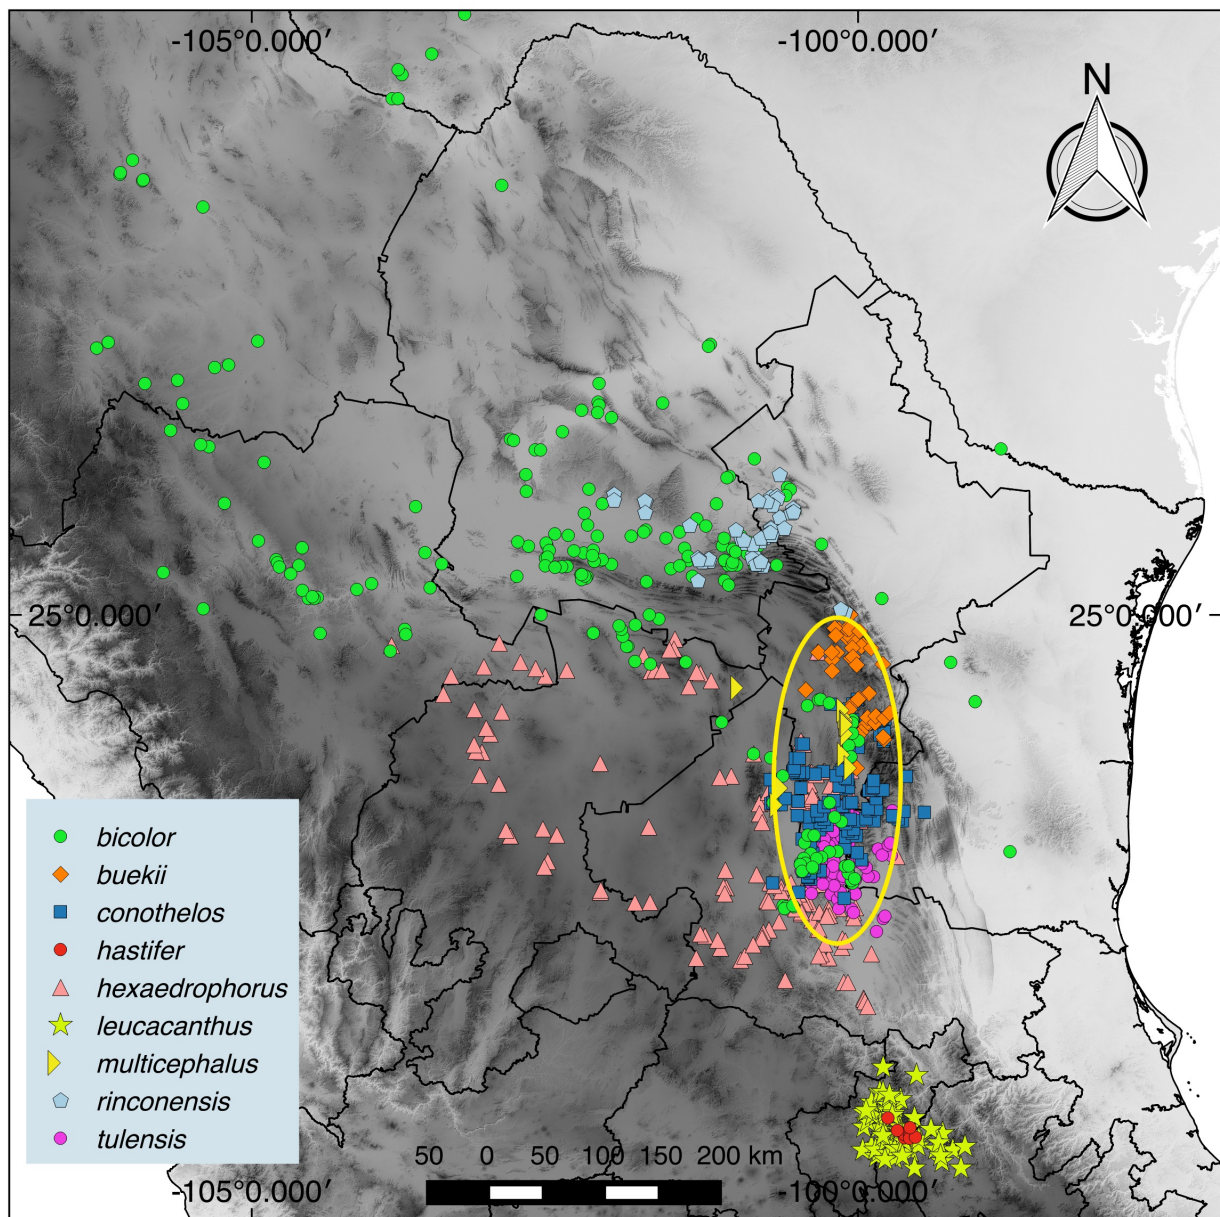 -105°0.000′ -100°0.000′
N
25°0.000′ 25°0.000′
bicolor
buekii
conothelos
hastifer
hexaedrophorus
leucacanthus
multicephalus
rinconensis
tulensis
50 0 50 100 150 200 km
-105°0.000′ -100°0.000′